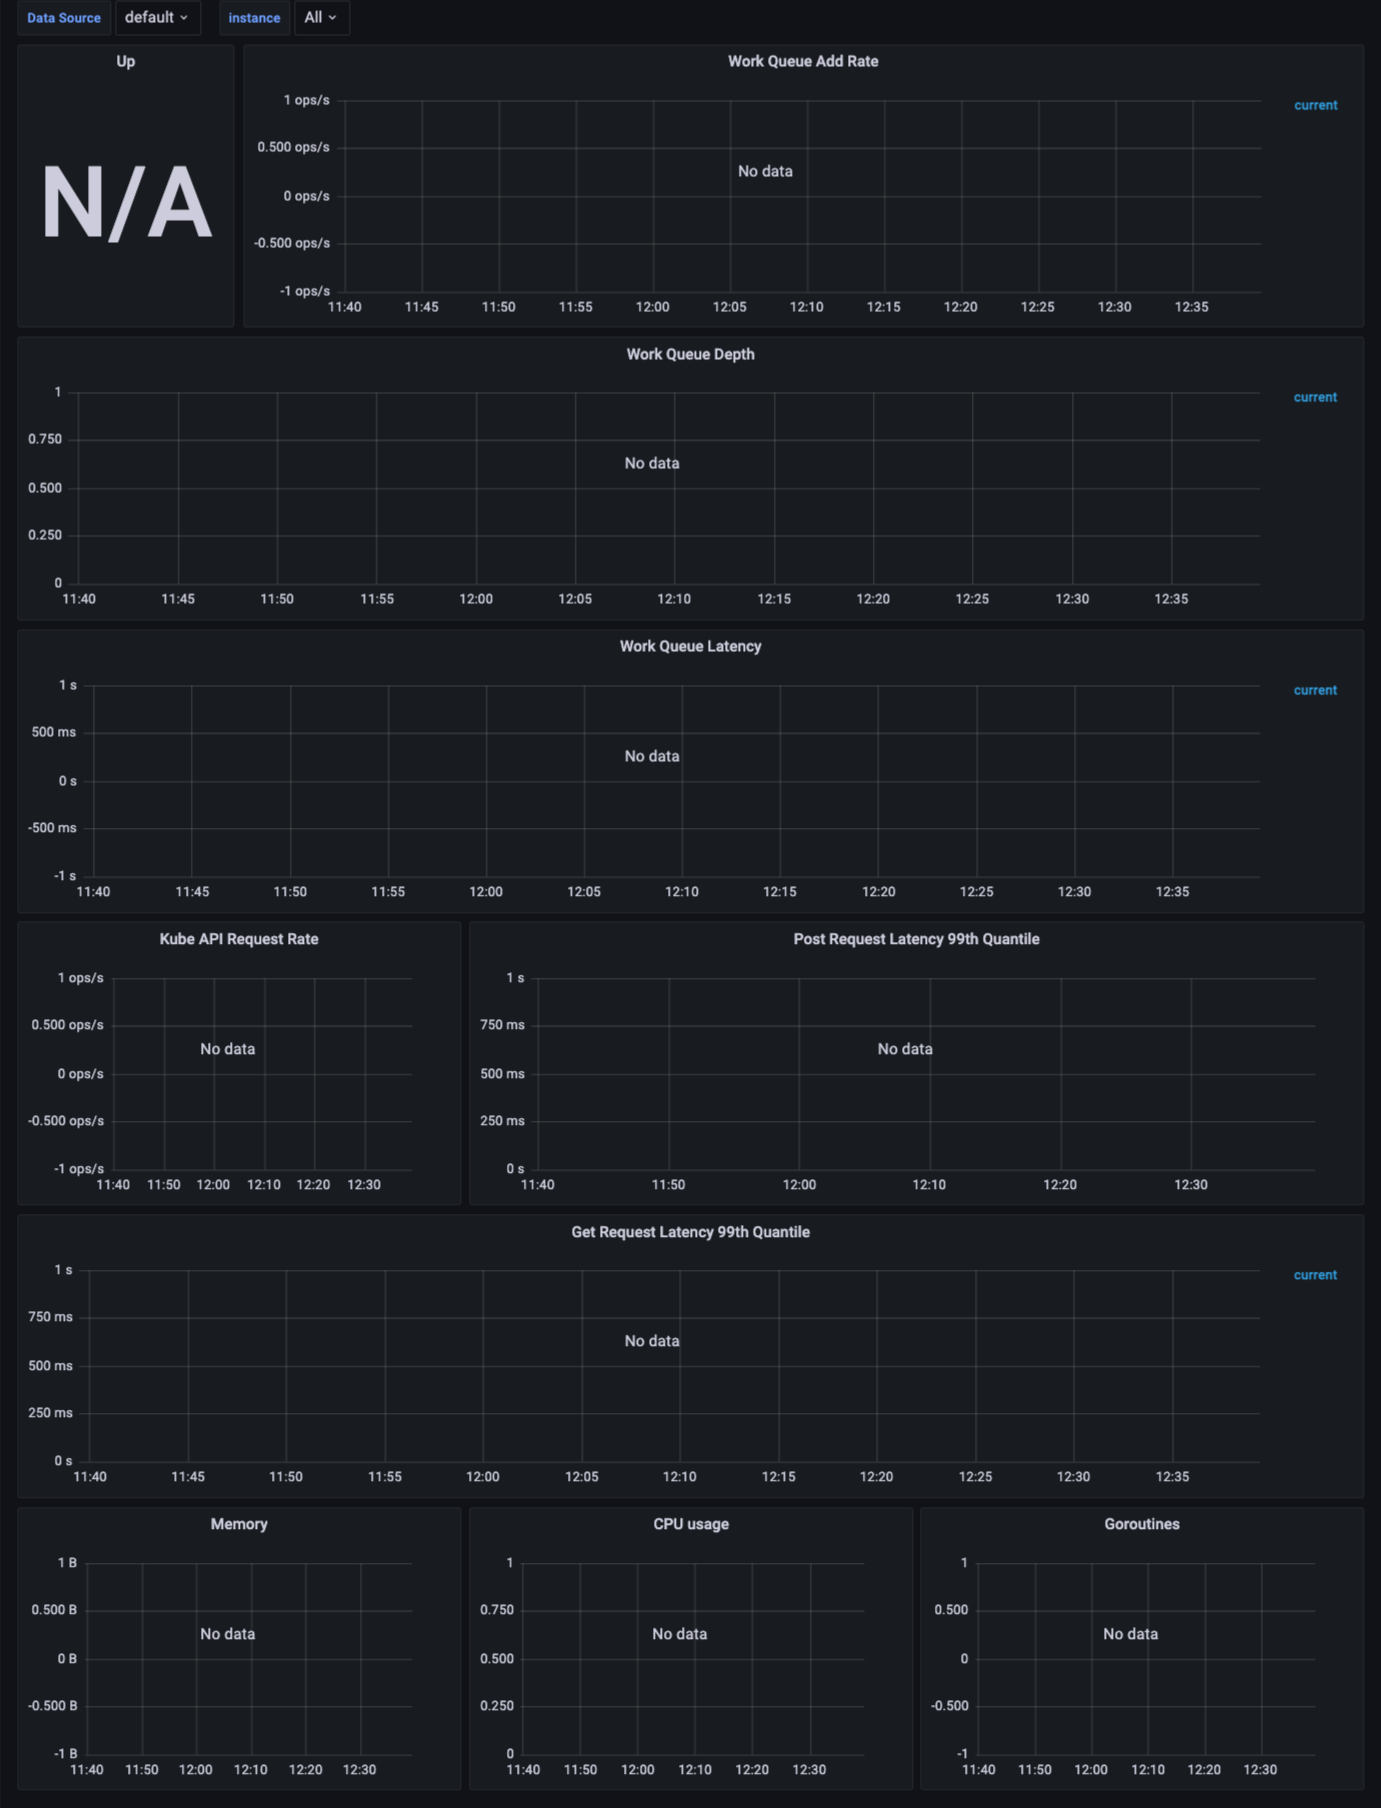 Data Source default instance All
Up
N/A
Work Queue Add Rate
1 ops/s
0.500 ops/s
0 ops/s
-0.500 ops/s
-1 ops/s
No data
current
11:40 11:45 11:50 11:55 12:00 12:05 12:10 12:15 12:20 12:25 12:30 12:35
Work Queue Depth
1
0.750
0.500
0.250
0
No data
current
11:40 11:45 11:50 11:55 12:00 12:05 12:10 12:15 12:20 12:25 12:30 12:35
Work Queue Latency
1 s
500 ms
0 s
-500 ms
-1 s
No data
current
11:40 11:45 11:50 11:55 12:00 12:05 12:10 12:15 12:20 12:25 12:30 12:35
Kube API Request Rate
1 ops/s
0.500 ops/s
0 ops/s
-0.500 ops/s
-1 ops/s
No data
11:40 11:50 12:00 12:10 12:20 12:30
Post Request Latency 99th Quantile
1 s
750 ms
500 ms
250 ms
0 s
No data
11:40 11:50 12:00 12:10 12:20 12:30
Get Request Latency 99th Quantile
1 s
750 ms
500 ms
250 ms
0 s
No data
current
11:40 11:45 11:50 11:55 12:00 12:05 12:10 12:15 12:20 12:25 12:30 12:35
Memory
1 B
0.500 B
0 B
-0.500 B
-1 B
No data
11:40 11:50 12:00 12:10 12:20 12:30
CPU usage
1
0.750
0.500
0.250
0
No data
11:40 11:50 12:00 12:10 12:20 12:30
Goroutines
1
0.500
0
-0.500
-1
No data
11:40 11:50 12:00 12:10 12:20 12:30